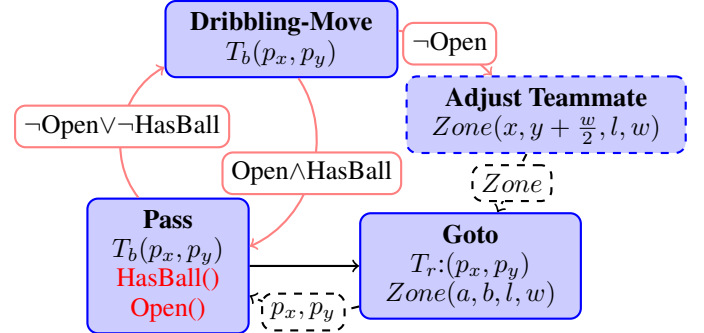 Dribbling-Move
T_b(p_x, p_y)
¬Open
Adjust Teammate
Zone(x, y + w/2, l, w)
¬Open∨¬HasBall
Open∧HasBall
Zone
Pass
T_b(p_x, p_y)
HasBall()
Open()
Goto
T_r:(p_x, p_y)
Zone(a, b, l, w)
p_x, p_y